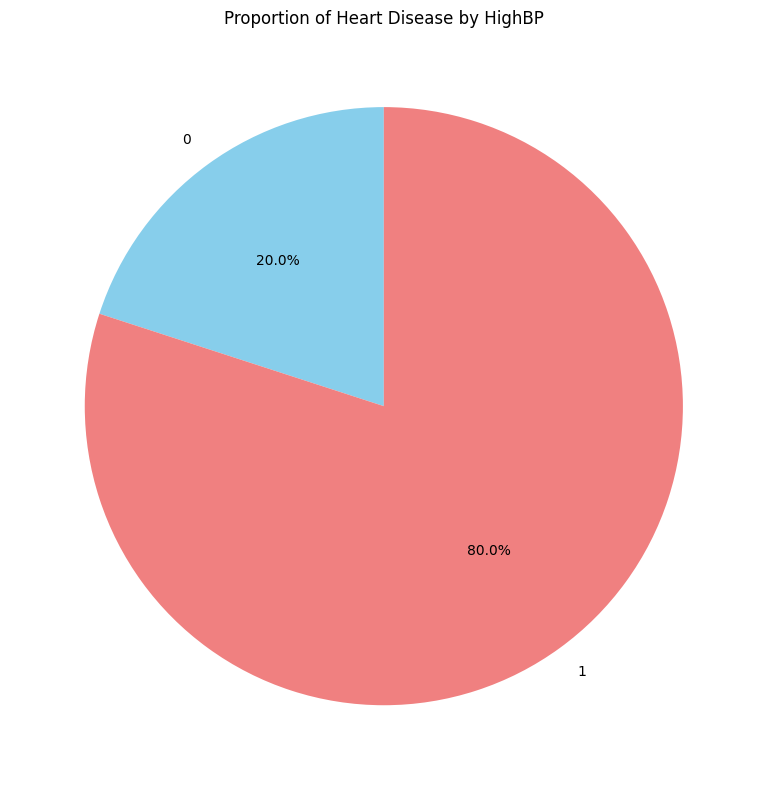 Proportion of Heart Disease by HighBP
0
20.0%
80.0%
1